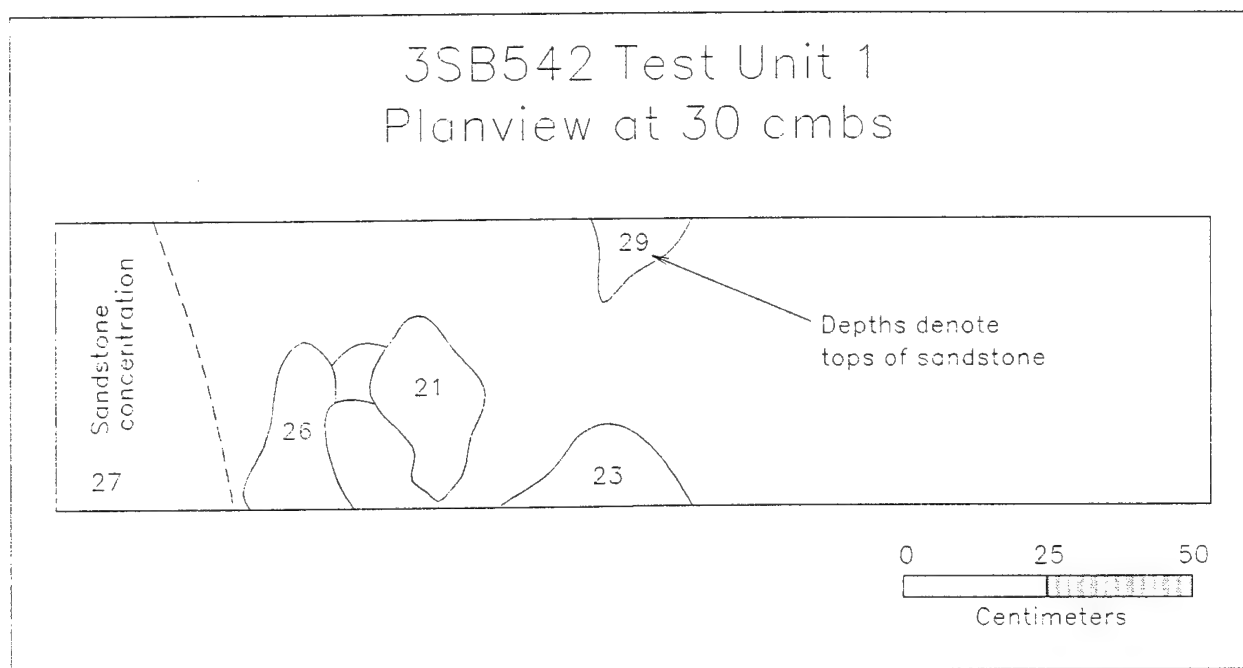 3SB542 Test Unit 1
Planview at 30 cmbs
Sandstone
concentration
27
26
21
29
23
Depths denote
tops of sandstone
0 25 50
Centimeters